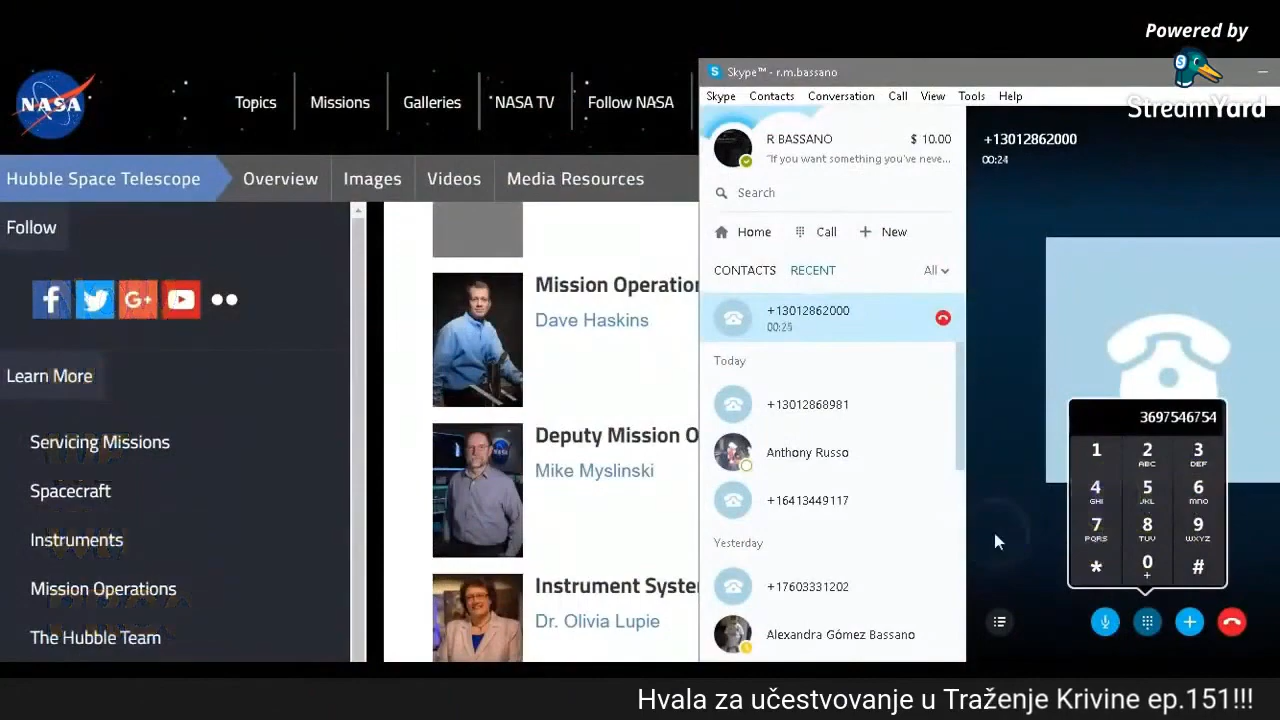 Powered by
StreamYard
NASA
Topics
Missions
Galleries
NASA TV
Follow NASA
Hubble Space Telescope
Overview
Images
Videos
Media Resources
Follow
Learn More
Servicing Missions
Spacecraft
Instruments
Mission Operations
The Hubble Team
Mission Operation
Dave Haskins
Deputy Mission O
Mike Myslinski
Instrument Syste
Dr. Olivia Lupie
Skype™ - r.m.bassano
Skype Contacts Conversation Call View Tools Help
R BASSANO $ 10.00
"If you want something you've neve...
Search
Home Call New
CONTACTS RECENT All
+13012862000
00:25
Today
+13012868981
Anthony Russo
+16413449117
Yesterday
+17603331202
Alexandra Gómez Bassano
+13012862000
00:24
3697546754
1 2 3
ABC DEF
4 5 6
GHI JKL MNO
7 8 9
PQRS TUV WXYZ
* 0 #
+
Hvala za učestvovanje u Traženje Krivine ep.151!!!